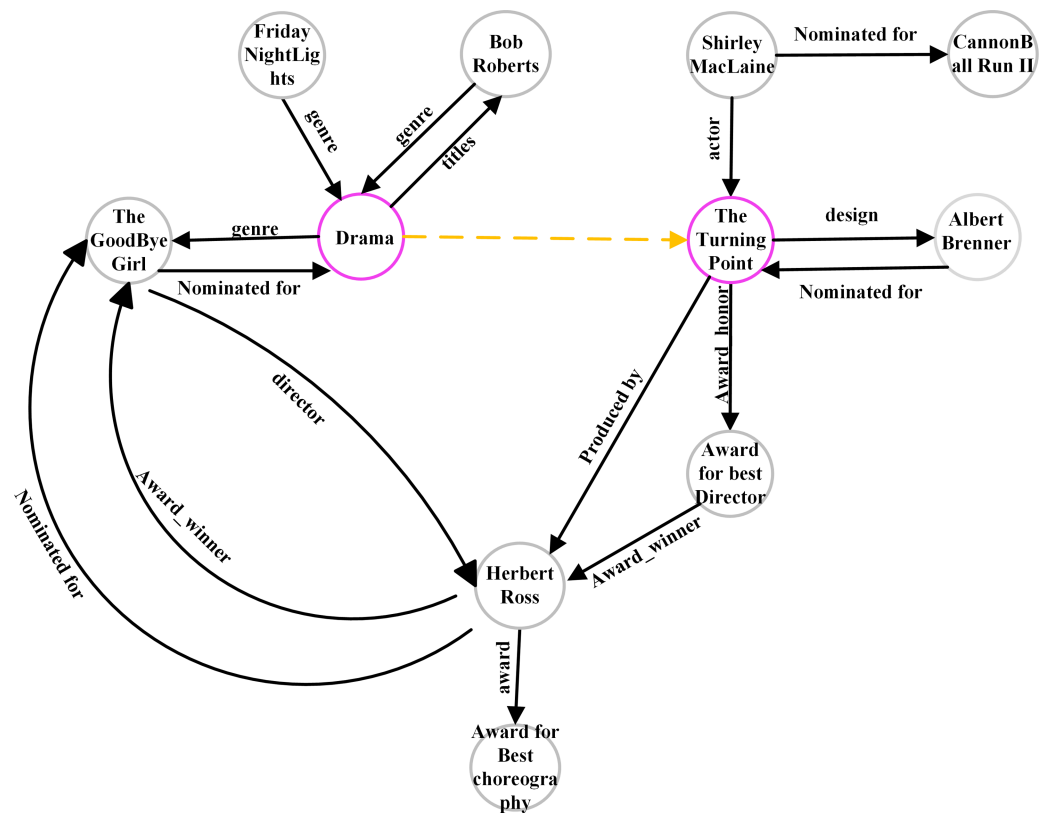 Friday
NightLig
hts
Bob
Roberts
Shirley
MacLaine
Nominated for
CannonB
all Run II
genre
genre
titles
actor
The
GoodBye
Girl
genre
Drama
The
Turning
Point
design
Albert
Brenner
Nominated for
Nominated for
director
Produced by
Award_honor
Award
for best
Director
Nominated for
Award_winner
Award_winner
Herbert
Ross
award
Award for
Best
choreogra
phy